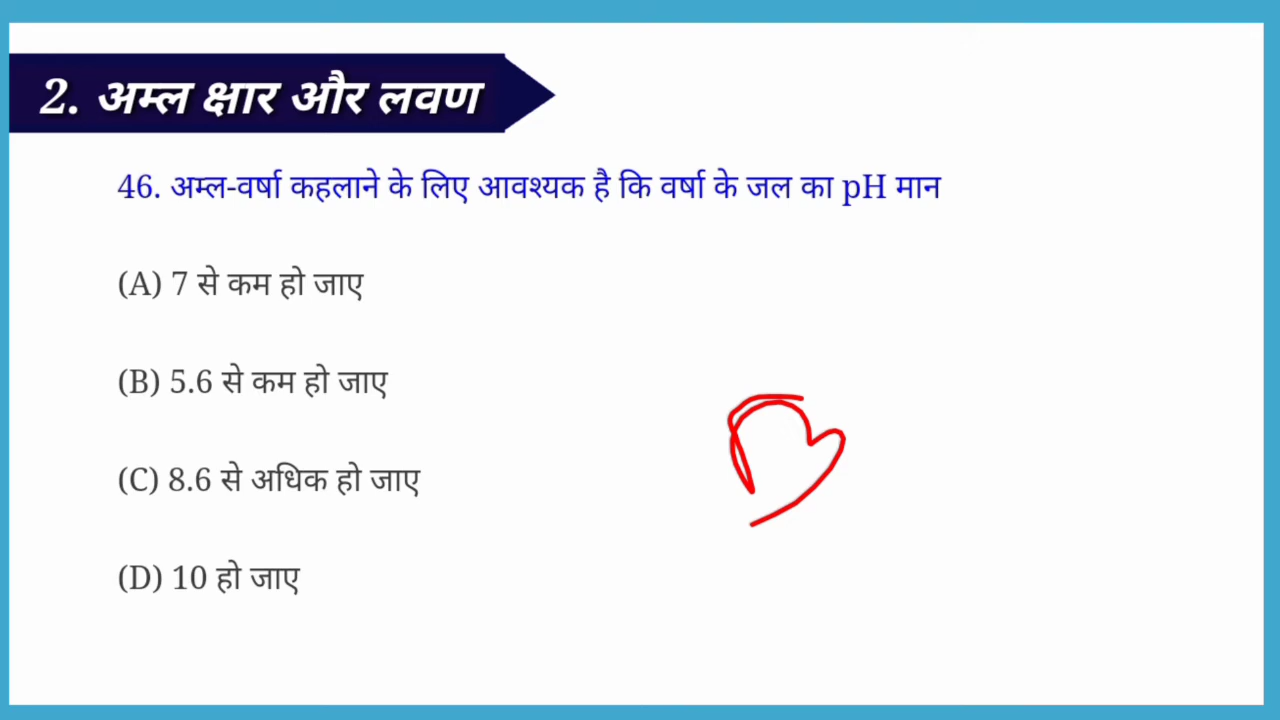 2. अम्ल क्षार और लवण
46. अम्ल-वर्षा कहलाने के लिए आवश्यक है कि वर्षा के जल का pH मान
(A) 7 से कम हो जाए
(B) 5.6 से कम हो जाए
(C) 8.6 से अधिक हो जाए
(D) 10 हो जाए